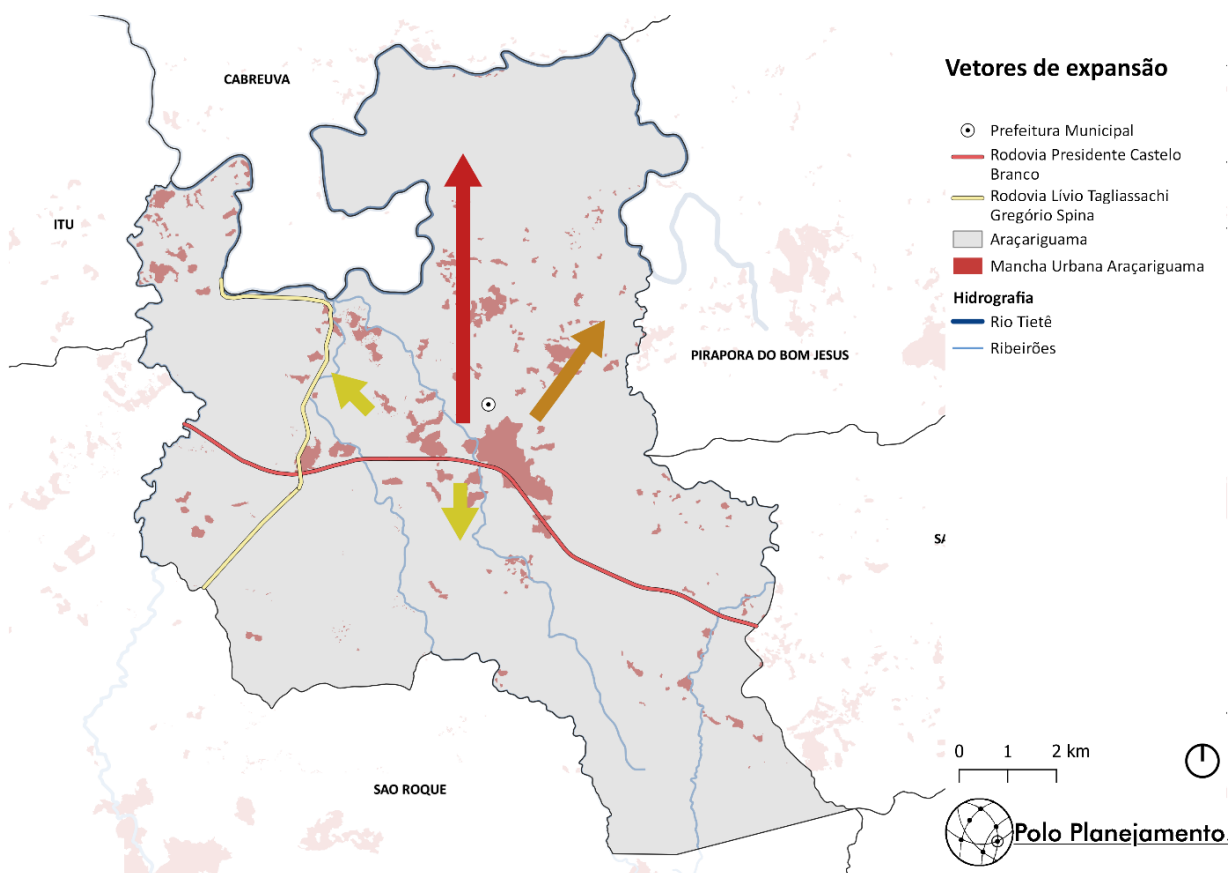 CABREUVA
ITU
PIRAPORA DO BOM JESUS
SAO ROQUE
Vetores de expansão
Prefeitura Municipal
Rodovia Presidente Castelo
Branco
Rodovia Lívio Tagliassachi
Gregório Spina
Araçariguama
Mancha Urbana Araçariguama
Hidrografia
Rio Tietê
Ribeirões
0 1 2 km
Polo Planejamento